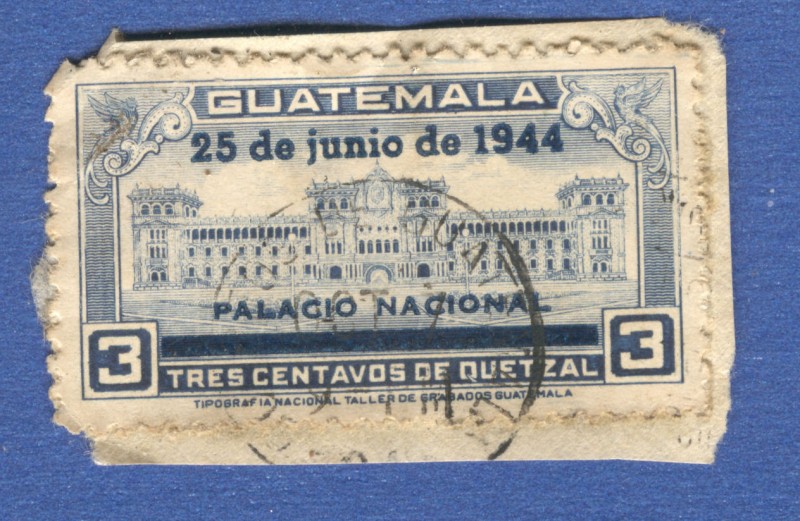 GUATEMALA
25 de junio de 1944
PALACIO NACIONAL
3 3
TRES CENTAVOS DE QUETZAL
TIPOGRAFIA NACIONAL TALLER DE GRABADOS GUATEMALA
OCT